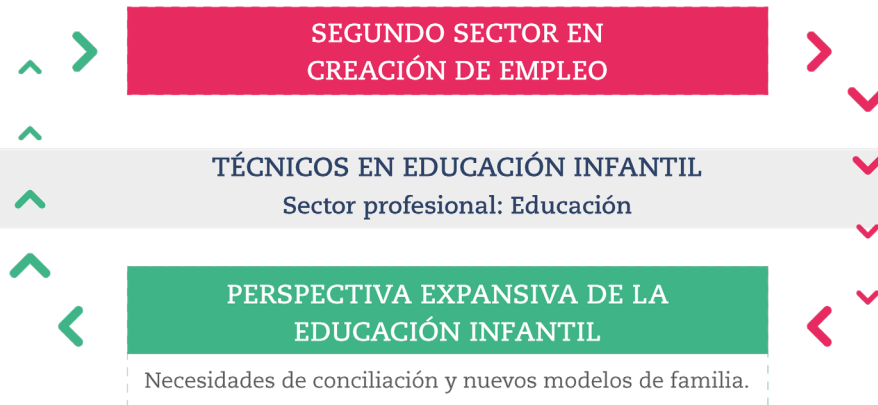 SEGUNDO SECTOR EN
CREACIÓN DE EMPLEO
TÉCNICOS EN EDUCACIÓN INFANTIL
Sector profesional: Educación
PERSPECTIVA EXPANSIVA DE LA
EDUCACIÓN INFANTIL
Necesidades de conciliación y nuevos modelos de familia.